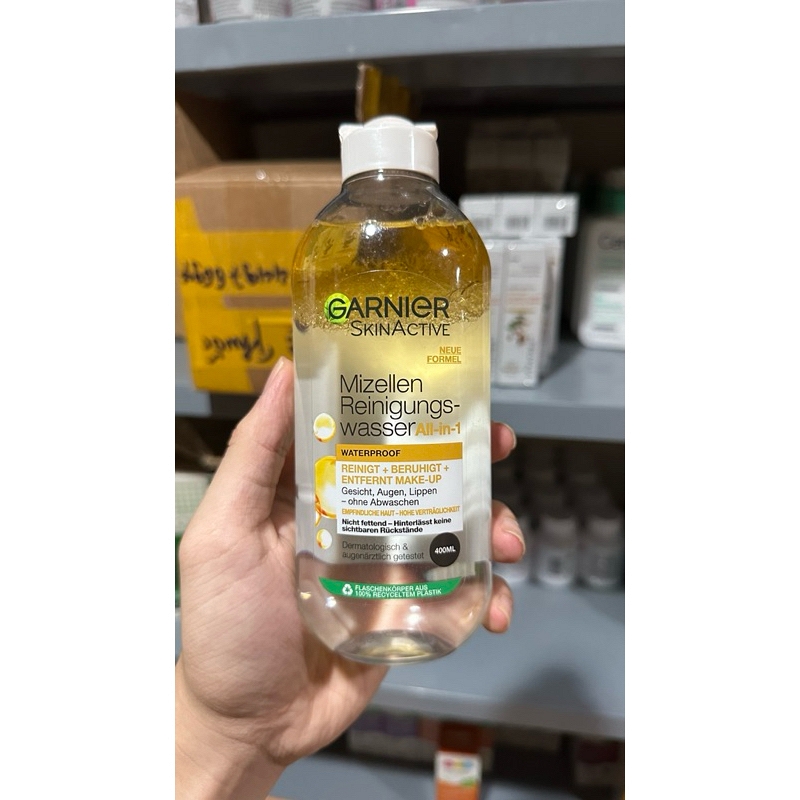 GARNIER
SKINACTIVE
NEUE
FORMEL
Mizellen
Reinigungs-
wasser All-in-1
WATERPROOF
REINIGT + BERUHIGT +
ENTFERNT MAKE-UP
Gesicht, Augen, Lippen
– ohne Abwaschen
EMPFINDLICHE HAUT – HOHE VERTRÄGLICHKEIT
Nicht fettend – Hinterlässt keine
sichtbaren Rückstände
Dermatologisch &
augenärztlich getestet
400ML
FLASCHENKÖRPER AUS
100% RECYCELTEM PLASTIK